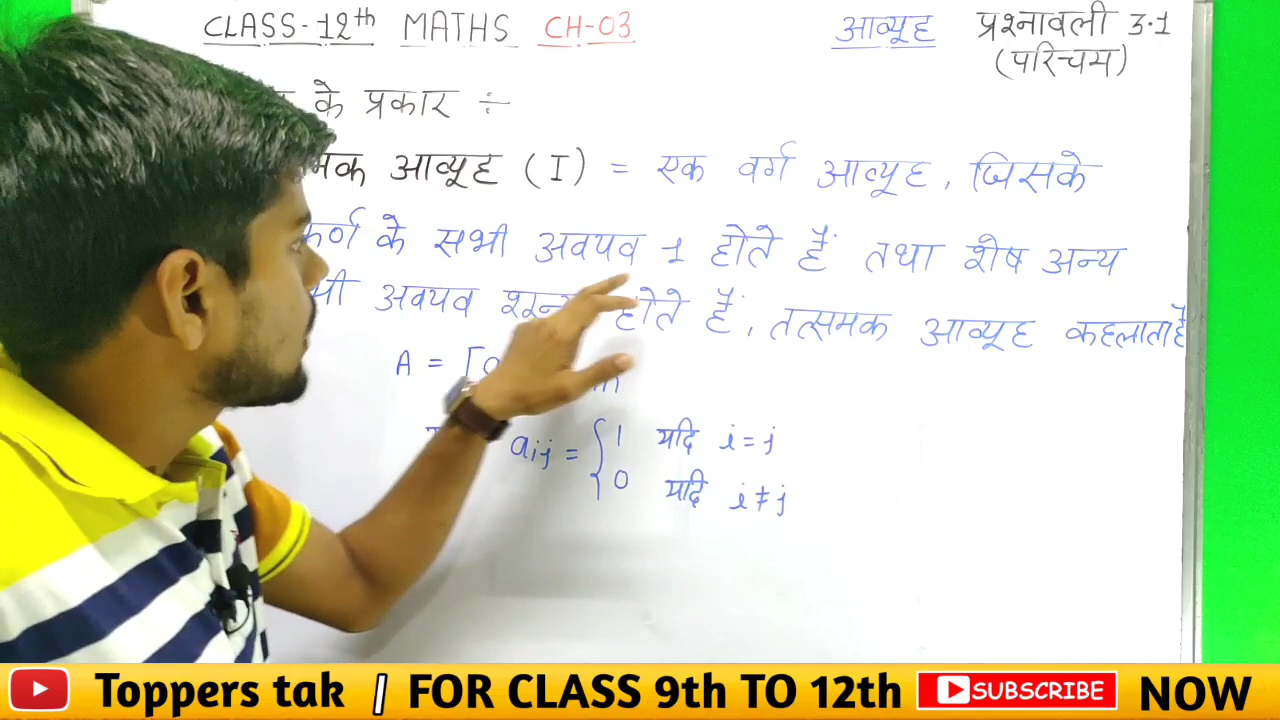 CLASS-12th MATHS CH-03 आव्यूह प्रश्नावली 3.1
(परिचय)
के प्रकार ÷
आव्यूह (I) = एक वर्ग आव्यूह, जिसके
के सभी अवयव 1 होते हैं तथा शेष अन्य
अवयव शून्य होते हैं, तत्समक आव्यूह कहलाता है
A =
aij = { 1 यदि i = j
0 यदि i ≠ j
Toppers tak | FOR CLASS 9th TO 12th SUBSCRIBE NOW